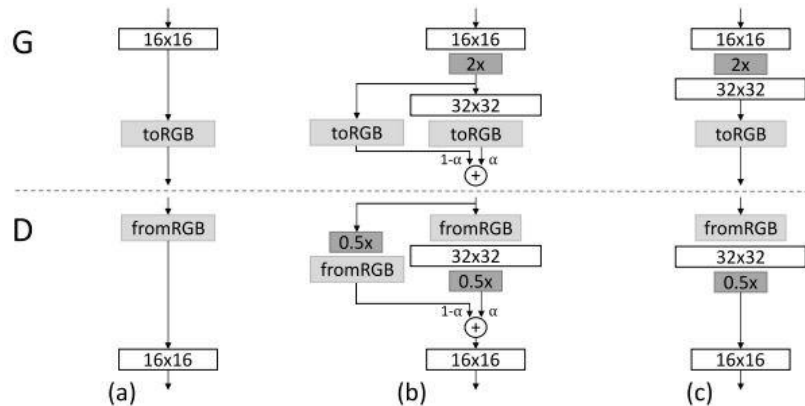 G
16x16 16x16 16x16
2x 2x
32x32 32x32
toRGB toRGB toRGB toRGB
1-α α
+
D
fromRGB fromRGB fromRGB
0.5x 32x32 32x32
fromRGB 0.5x 0.5x
1-α α
+
16x16 16x16 16x16
(a) (b) (c)